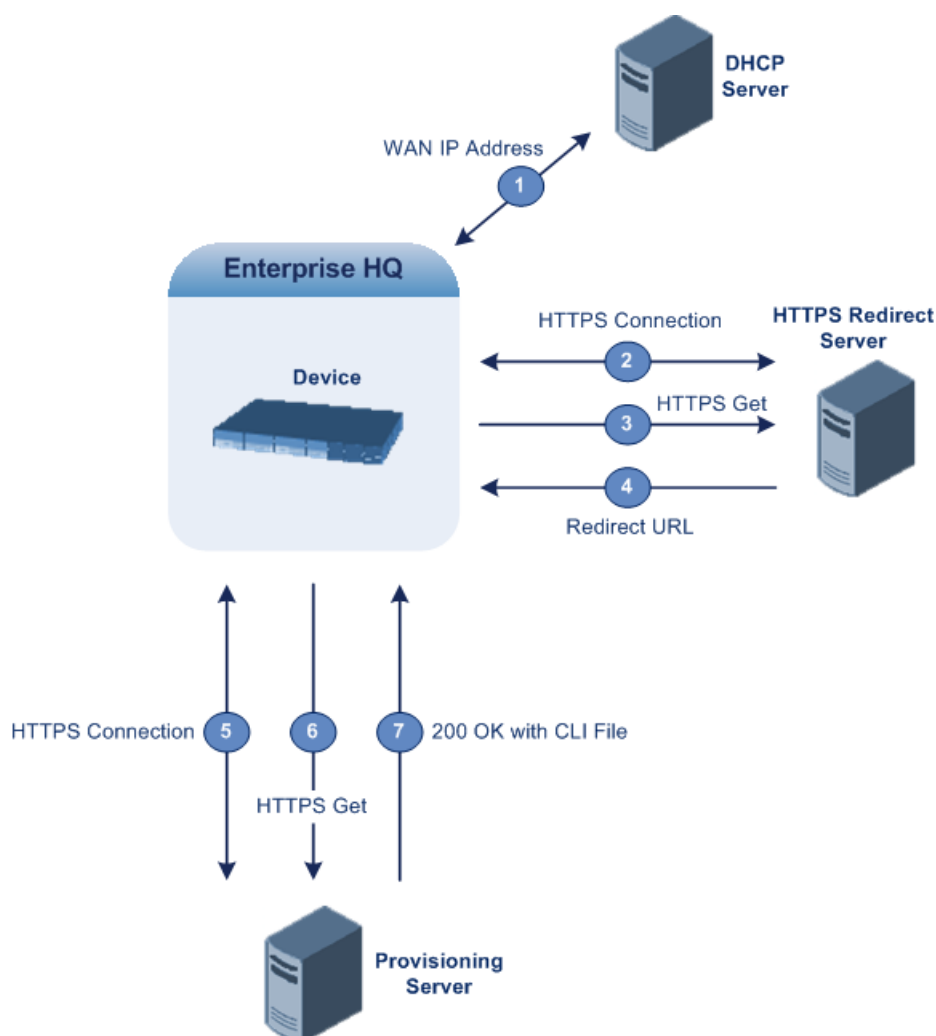 DHCP
Server
WAN IP Address
1
Enterprise HQ
Device
HTTPS Redirect
Server
HTTPS Connection
2
HTTPS Get
3
4
Redirect URL
HTTPS Connection
5
6
7
200 OK with CLI File
HTTPS Get
Provisioning
Server